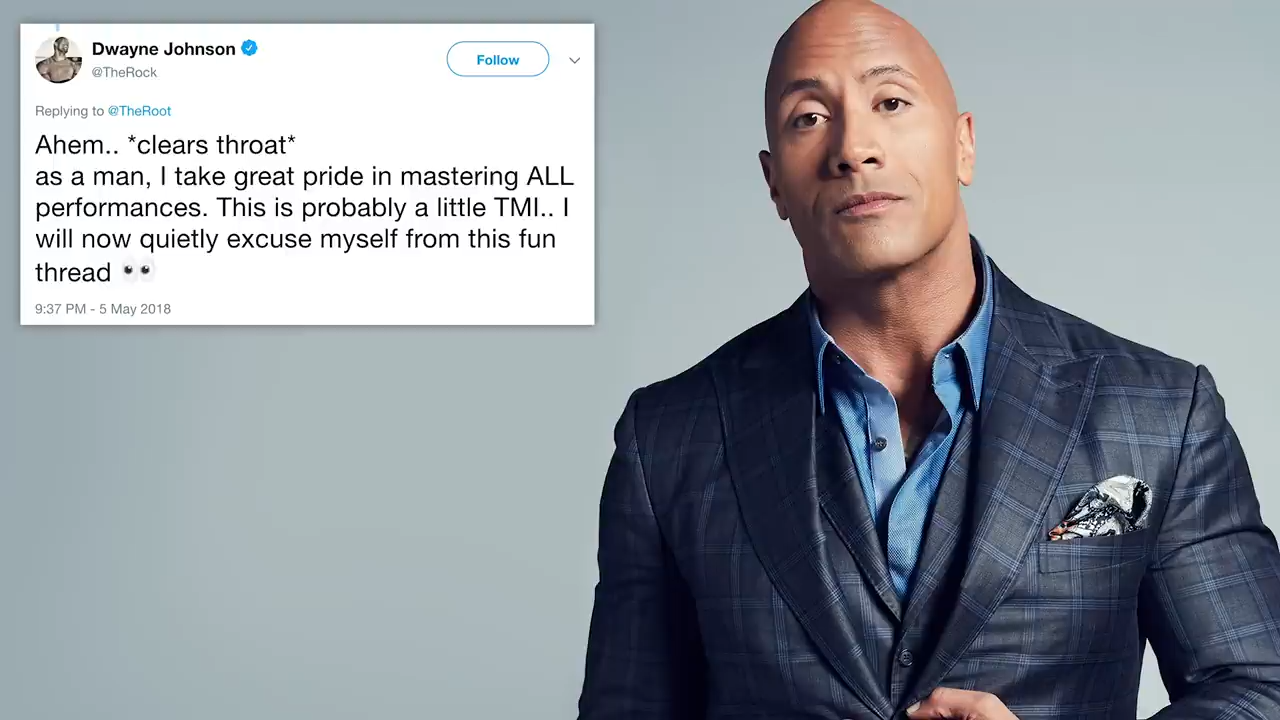 Dwayne Johnson
@TheRock
Follow
Replying to @TheRoot
Ahem.. *clears throat*
as a man, I take great pride in mastering ALL
performances. This is probably a little TMI.. I
will now quietly excuse myself from this fun
thread 👀
9:37 PM - 5 May 2018